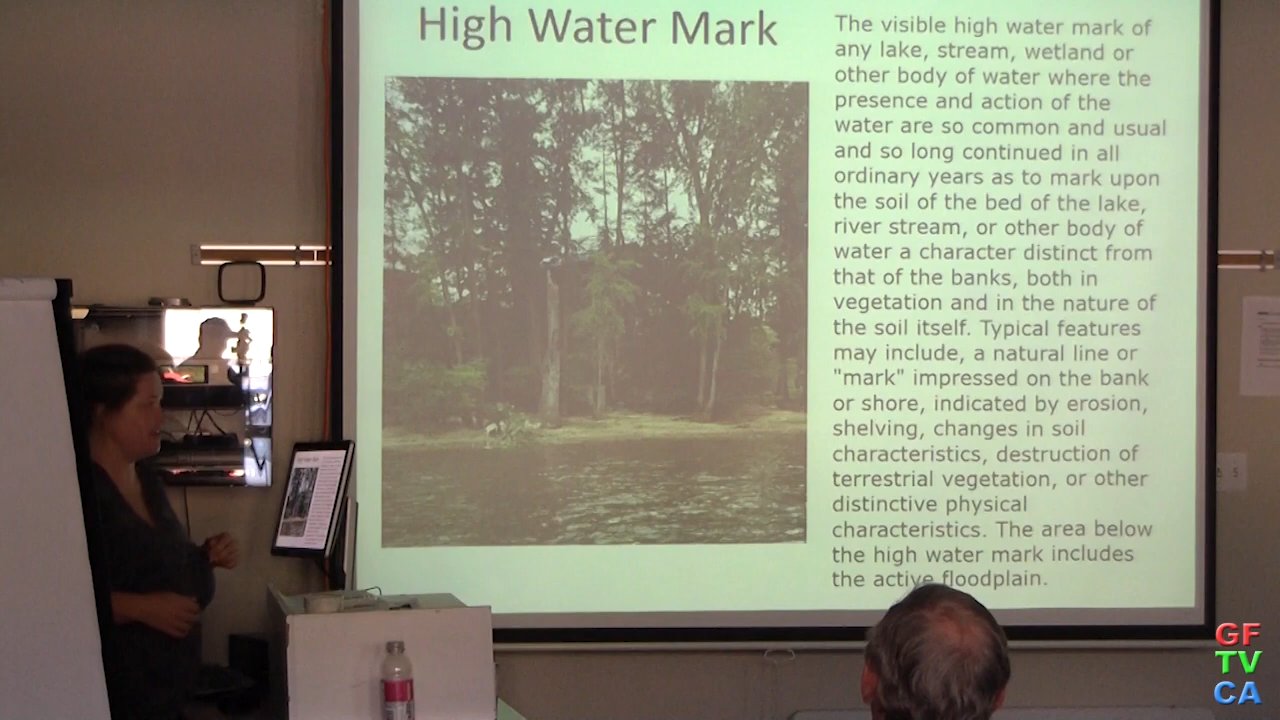 High Water Mark
The visible high water mark of
any lake, stream, wetland or
other body of water where the
presence and action of the
water are so common and usual
and so long continued in all
ordinary years as to mark upon
the soil of the bed of the lake,
river stream, or other body of
water a character distinct from
that of the banks, both in
vegetation and in the nature of
the soil itself. Typical features
may include, a natural line or
"mark" impressed on the bank
or shore, indicated by erosion,
shelving, changes in soil
characteristics, destruction of
terrestrial vegetation, or other
distinctive physical
characteristics. The area below
the high water mark includes
the active floodplain.
GF
TV
CA